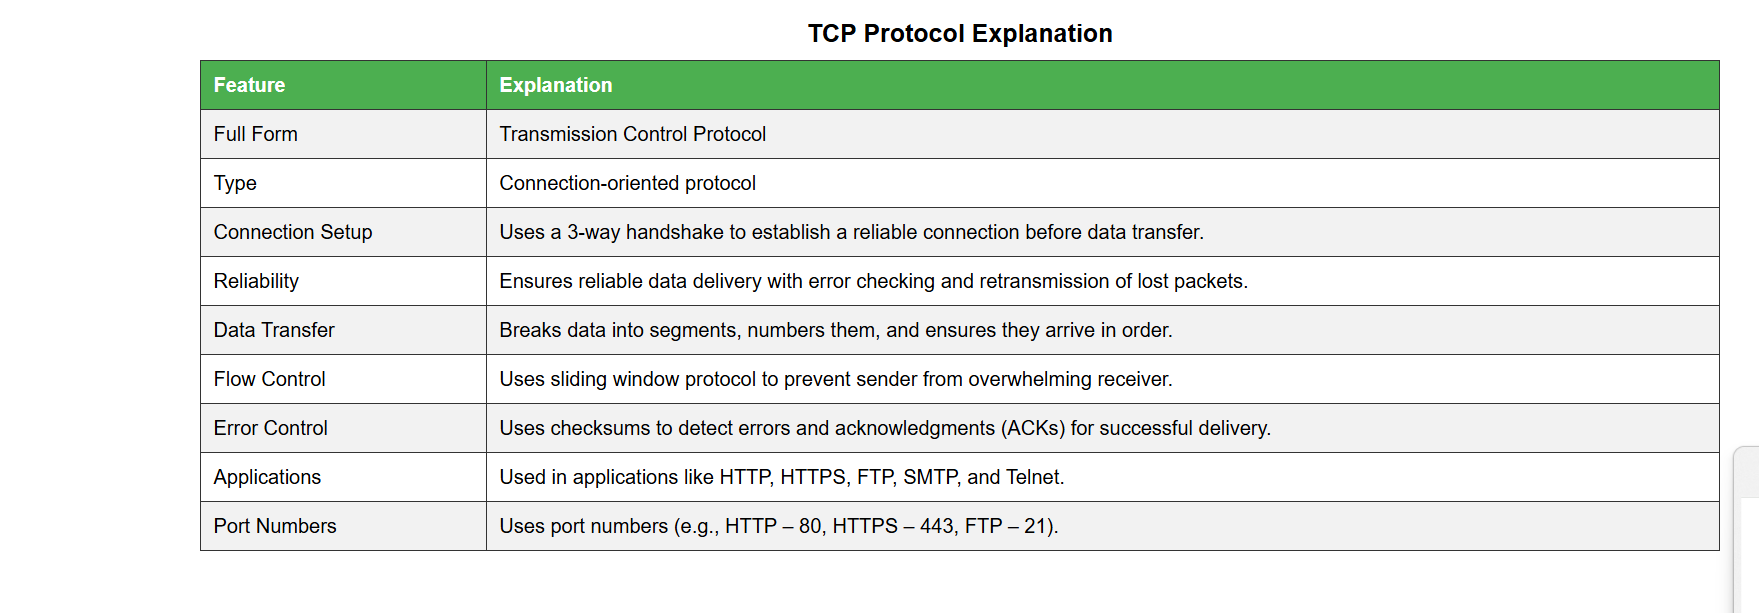 TCP Protocol Explanation
Feature Explanation
Full Form Transmission Control Protocol
Type Connection-oriented protocol
Connection Setup Uses a 3-way handshake to establish a reliable connection before data transfer.
Reliability Ensures reliable data delivery with error checking and retransmission of lost packets.
Data Transfer Breaks data into segments, numbers them, and ensures they arrive in order.
Flow Control Uses sliding window protocol to prevent sender from overwhelming receiver.
Error Control Uses checksums to detect errors and acknowledgments (ACKs) for successful delivery.
Applications Used in applications like HTTP, HTTPS, FTP, SMTP, and Telnet.
Port Numbers Uses port numbers (e.g., HTTP – 80, HTTPS – 443, FTP – 21).